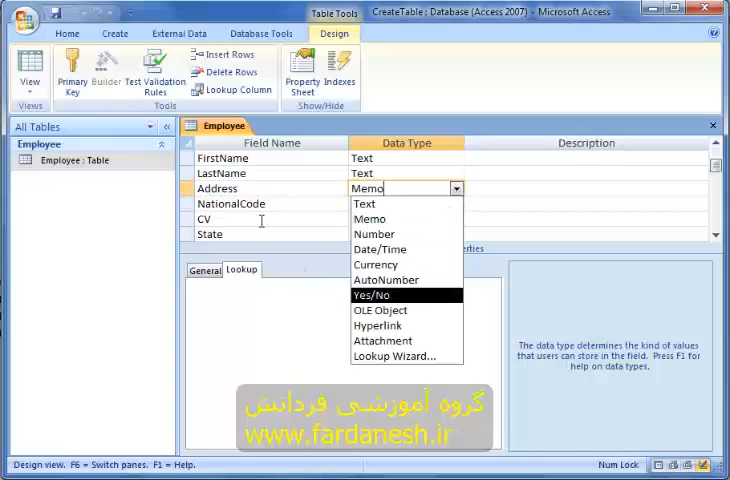 Table Tools
CreateTable : Database (Access 2007) - Microsoft Access
Home Create External Data Database Tools Design
View
Primary Key
Builder
Test Validation Rules
Insert Rows
Delete Rows
Lookup Column
Property Sheet
Indexes
Views
Tools
Show/Hide
All Tables
Employee
Employee : Table
Employee
Field Name Data Type Description
FirstName Text
LastName Text
Address Memo
NationalCode
CV
State
Text
Memo
Number
Date/Time
Currency
AutoNumber
Yes/No
OLE Object
Hyperlink
Attachment
Lookup Wizard...
erties
General Lookup
The data type determines the kind of values
that users can store in the field. Press F1 for
help on data types.
گروه آموزشی فردانش
www.fardanesh.ir
Design view. F6 = Switch panes. F1 = Help.
Num Lock